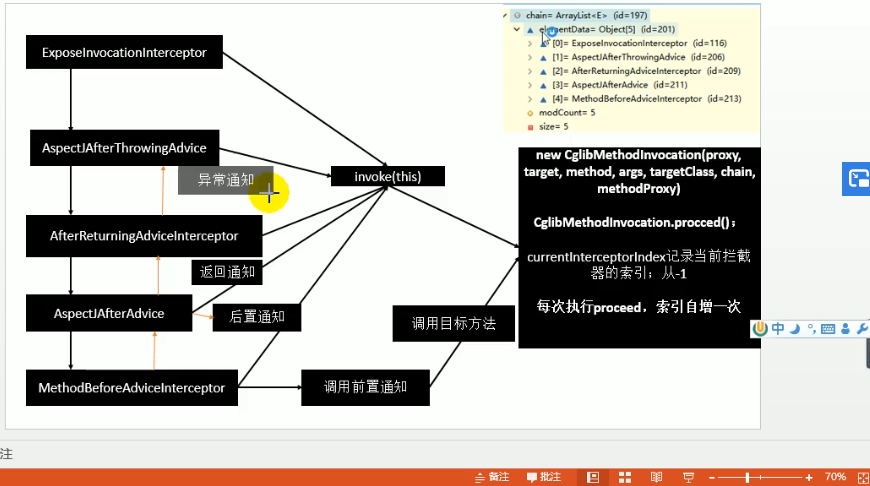 chain= ArrayList<E> (id=197)
elementData= Object[5] (id=201)
[0]= ExposeInvocationInterceptor (id=116)
[1]= AspectJAfterThrowingAdvice (id=206)
[2]= AfterReturningAdviceInterceptor (id=209)
[3]= AspectJAfterAdvice (id=211)
[4]= MethodBeforeAdviceInterceptor (id=213)
modCount= 5
size= 5
ExposeInvocationInterceptor
AspectJAfterThrowingAdvice
异常通知
invoke(this)
AfterReturningAdviceInterceptor
返回通知
AspectJAfterAdvice
后置通知
MethodBeforeAdviceInterceptor
调用前置通知
调用目标方法
new CglibMethodInvocation(proxy,
target, method, args, targetClass, chain,
methodProxy)
CglibMethodInvocation.procced();
currentInterceptorIndex记录当前拦截
器的索引；从-1
每次执行proceed，索引自增一次
中
注
备注
批注
70%